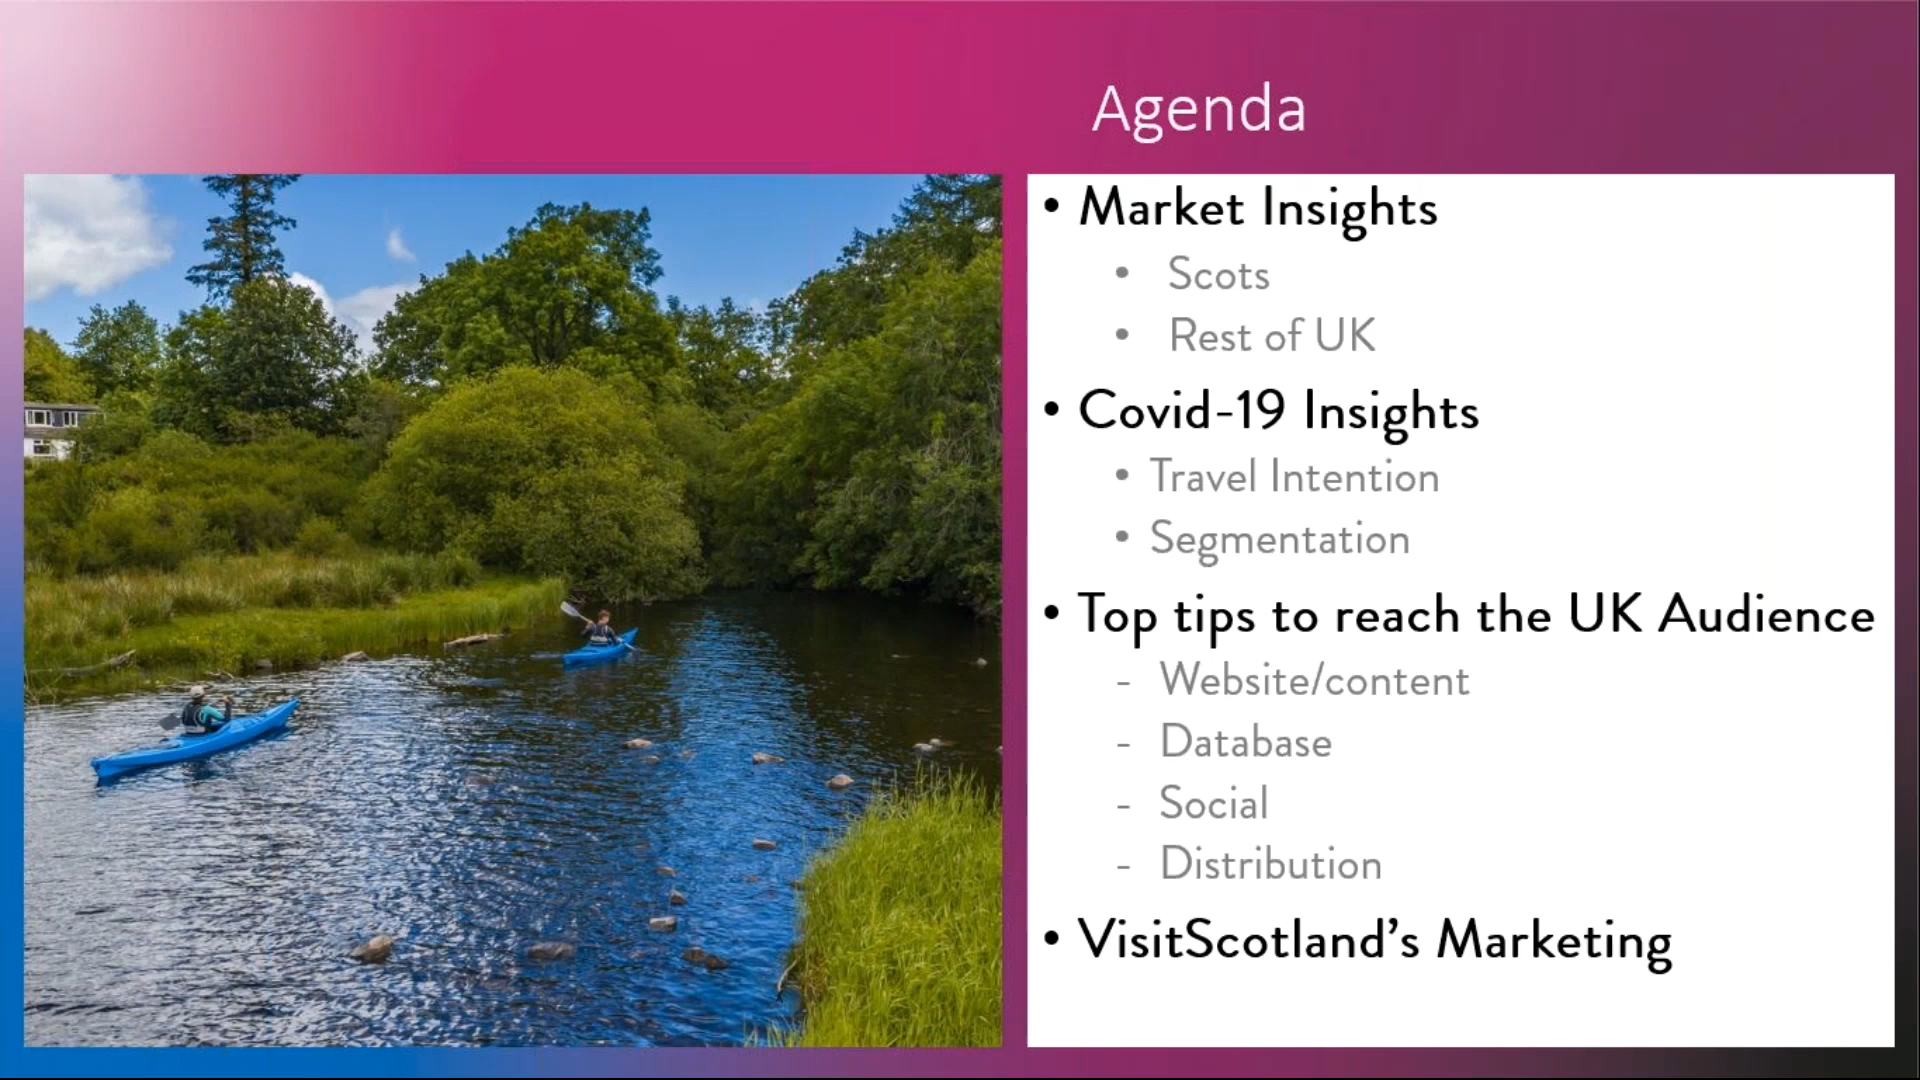 Agenda
• Market Insights
• Scots
• Rest of UK
• Covid-19 Insights
• Travel Intention
• Segmentation
• Top tips to reach the UK Audience
- Website/content
- Database
- Social
- Distribution
• VisitScotland’s Marketing